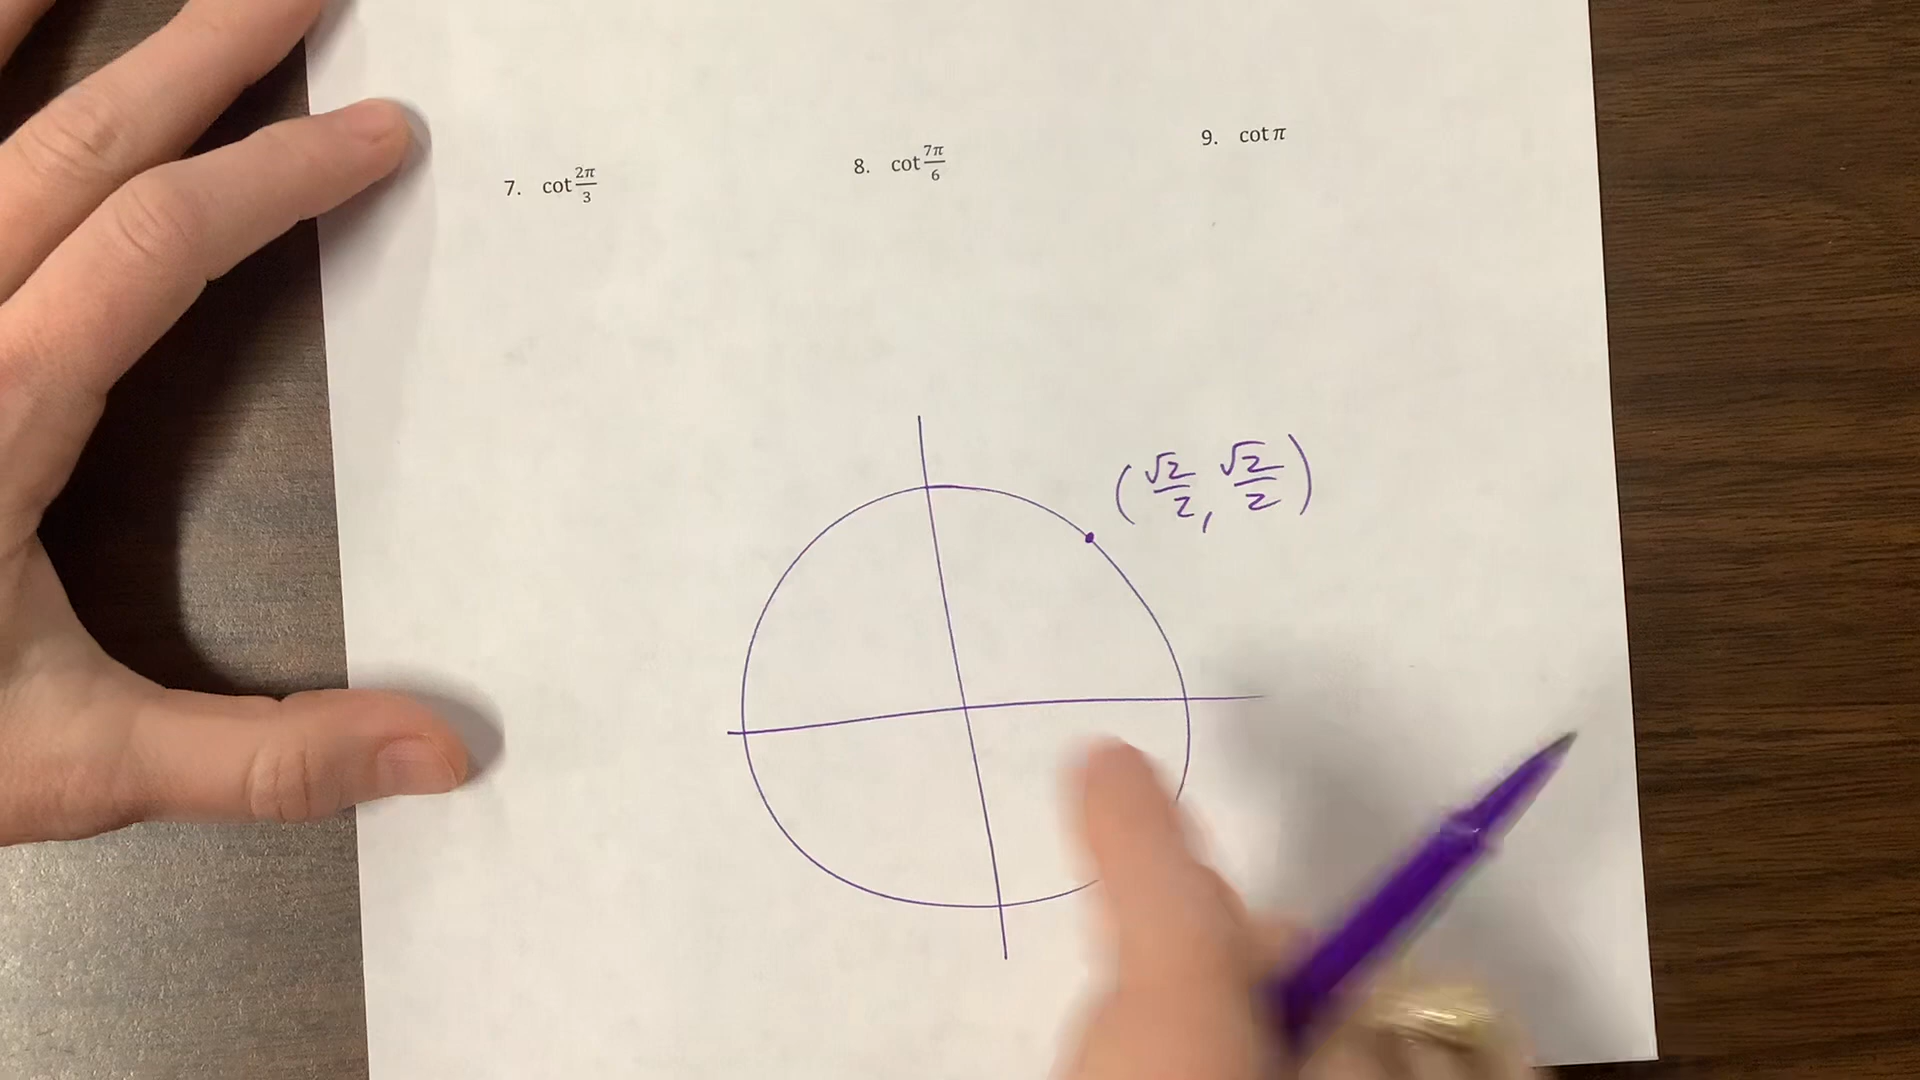 7. cot 2π/3
8. cot 7π/6
9. cot π
(√2/2, √2/2)